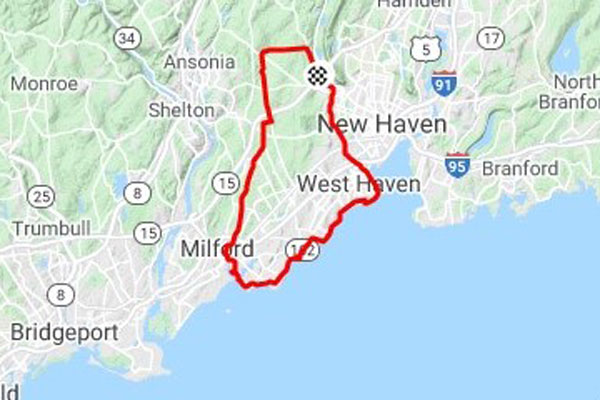 Hamden
34
5
17
Ansonia
Monroe
91
North
Branford
Shelton
New Haven
95
Branford
15
West Haven
25
8
Trumbull
15
Milford
162
8
Bridgeport
ld